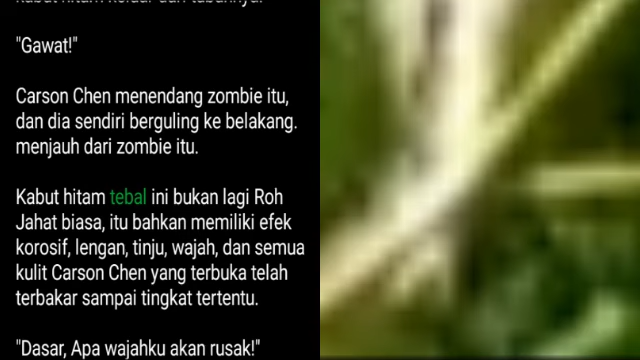 "Gawat!"
Carson Chen menendang zombie itu,
dan dia sendiri berguling ke belakang.
menjauh dari zombie itu.
Kabut hitam tebal ini bukan lagi Roh
Jahat biasa, itu bahkan memiliki efek
korosif, lengan, tinju, wajah, dan semua
kulit Carson Chen yang terbuka telah
terbakar sampai tingkat tertentu.
"Dasar, Apa wajahku akan rusak!"